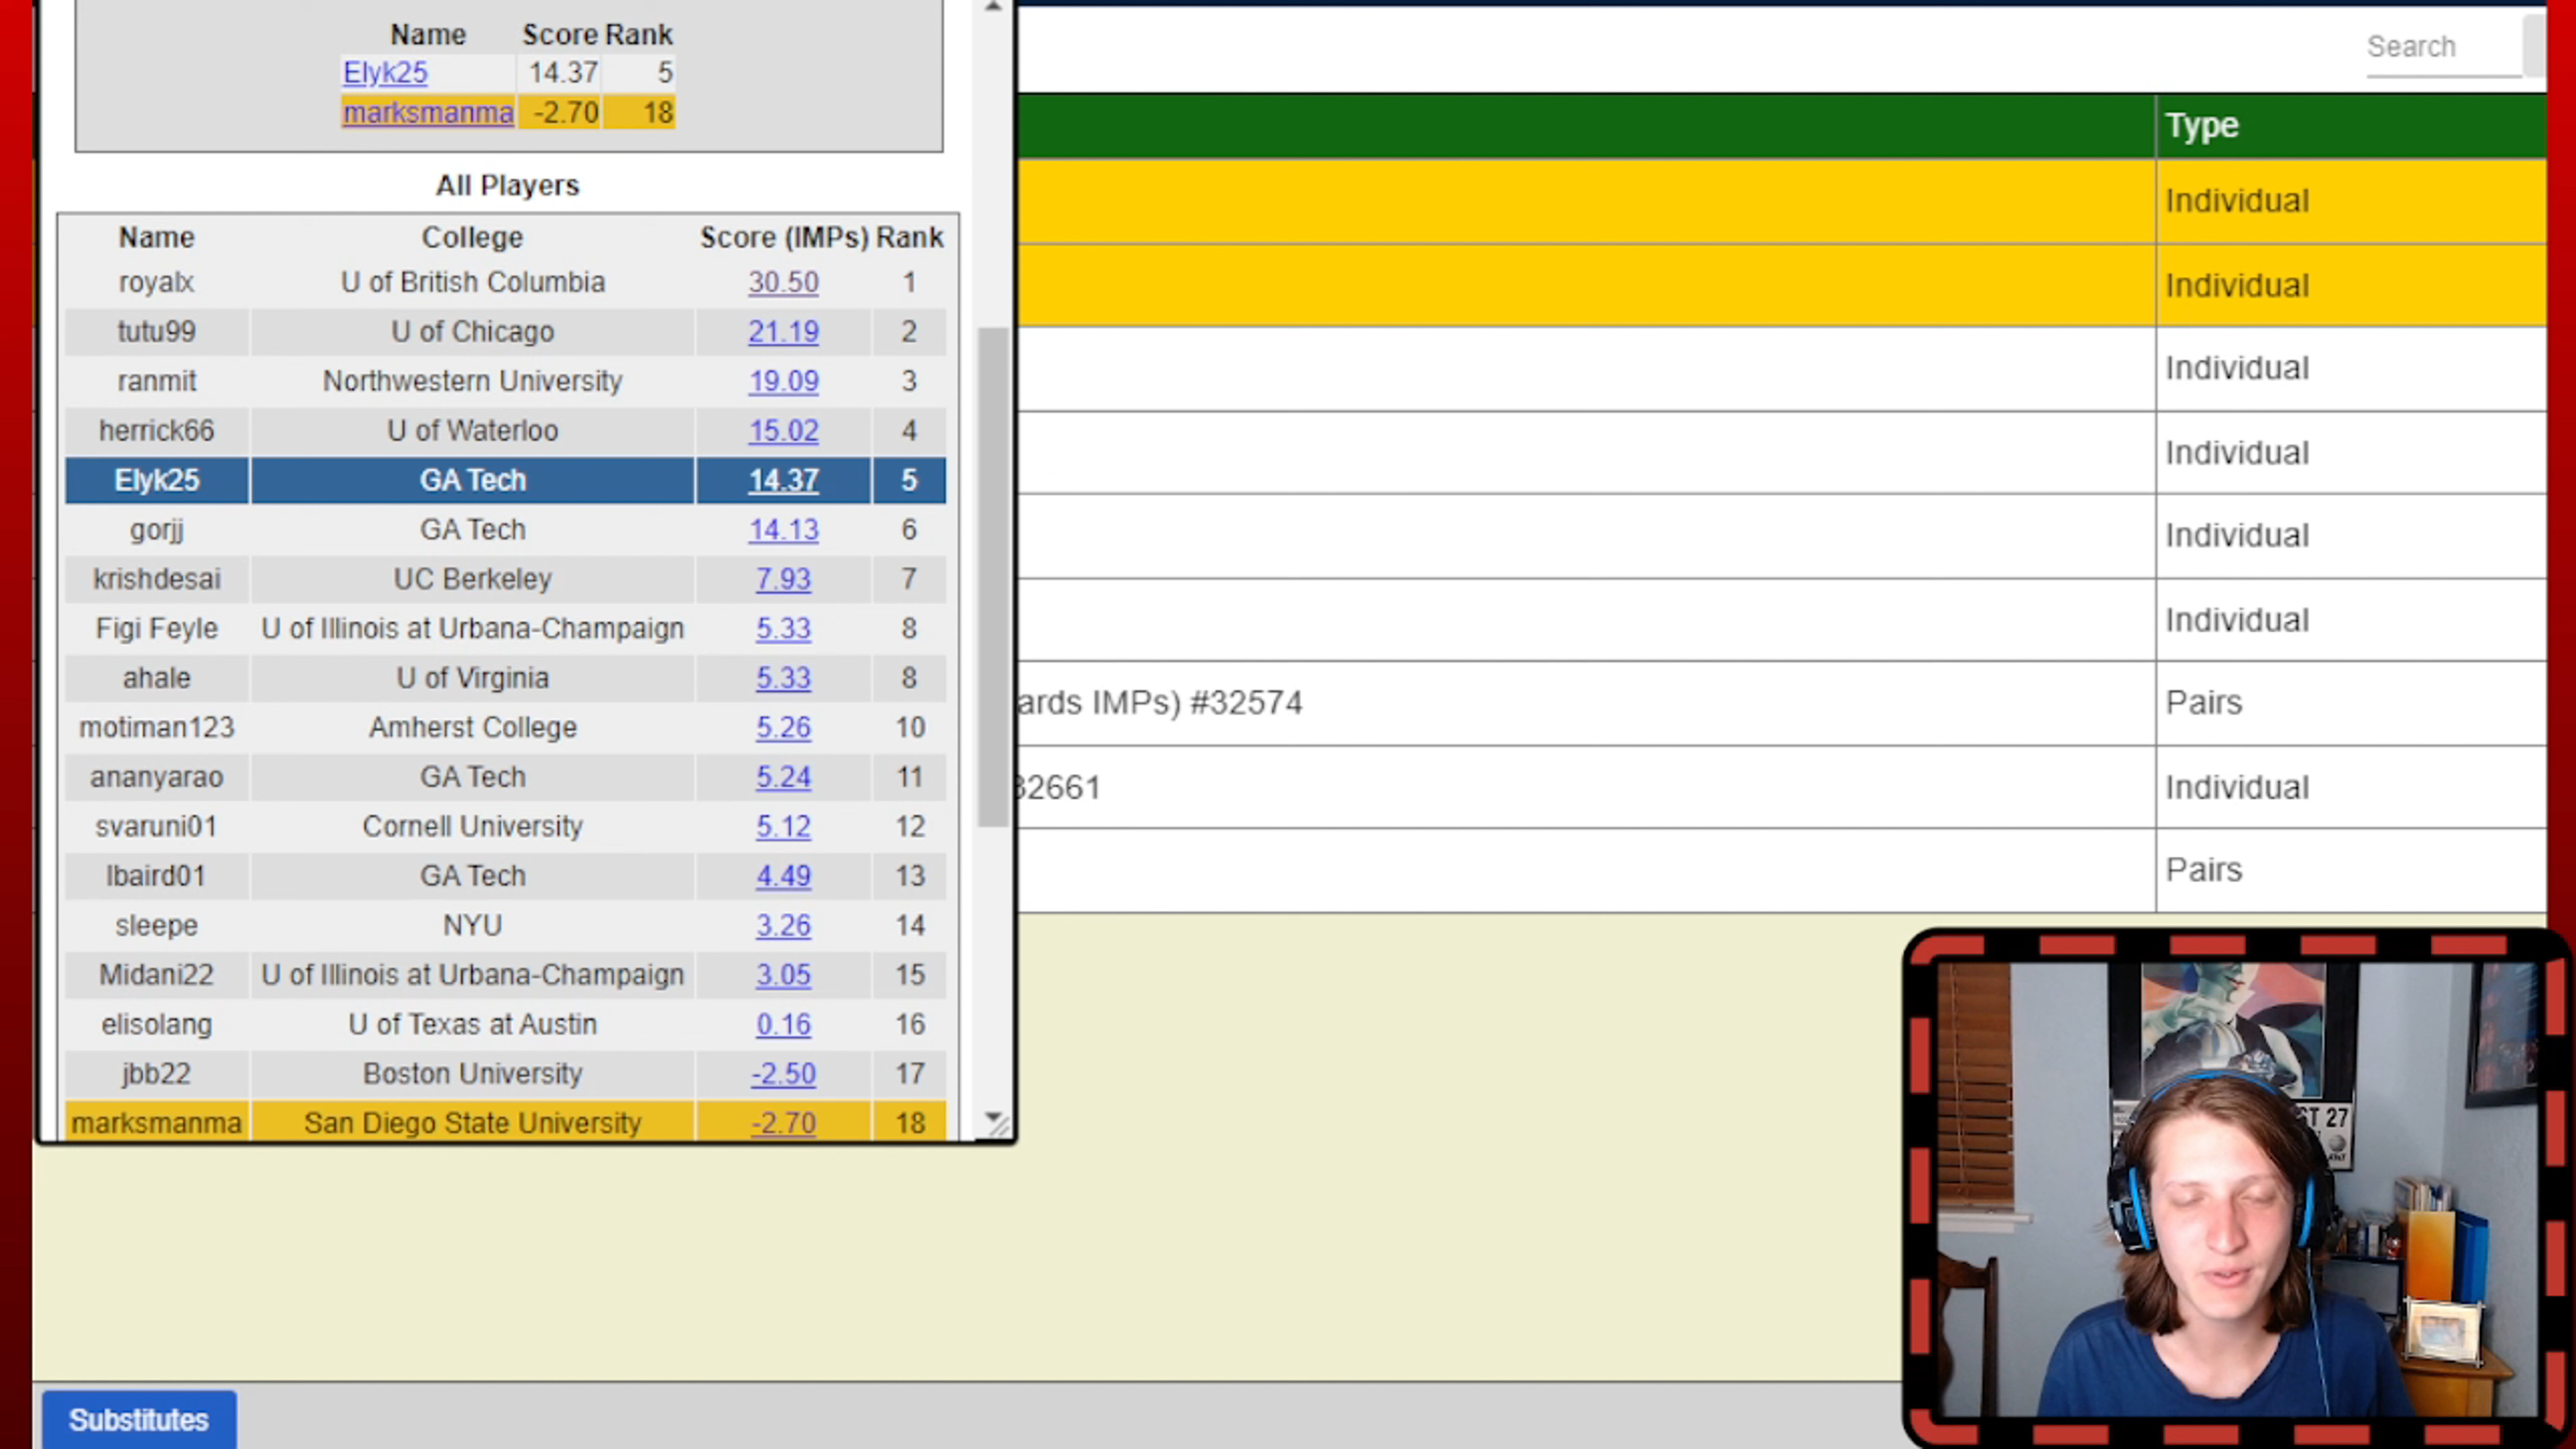 Name Score Rank
Elyk25 14.37 5
marksmanma -2.70 18
All Players
Name College Score (IMPs) Rank
royalx U of British Columbia 30.50 1
tutu99 U of Chicago 21.19 2
ranmit Northwestern University 19.09 3
herrick66 U of Waterloo 15.02 4
Elyk25 GA Tech 14.37 5
gorjj GA Tech 14.13 6
krishdesai UC Berkeley 7.93 7
Figi Feyle U of Illinois at Urbana-Champaign 5.33 8
ahale U of Virginia 5.33 8
motiman123 Amherst College 5.26 10
ananyarao GA Tech 5.24 11
svaruni01 Cornell University 5.12 12
lbaird01 GA Tech 4.49 13
sleepe NYU 3.26 14
Midani22 U of Illinois at Urbana-Champaign 3.05 15
elisolang U of Texas at Austin 0.16 16
jbb22 Boston University -2.50 17
marksmanma San Diego State University -2.70 18
Search
Type
Individual
Individual
Individual
Individual
Individual
Individual
ards IMPs) #32574 Pairs
32661 Individual
Pairs
ST 27
Substitutes